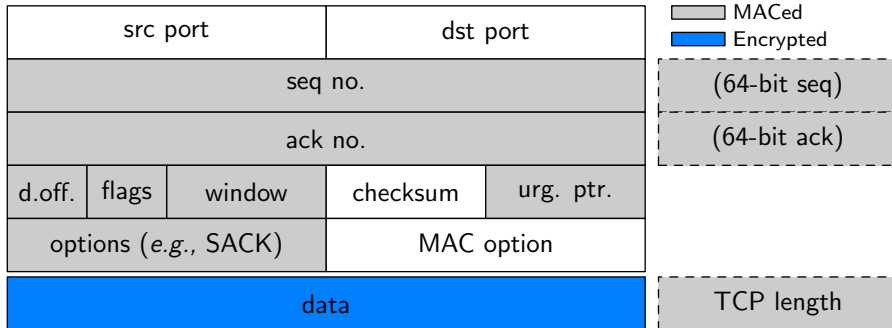 src port dst port MACed
Encrypted
seq no. (64-bit seq)
ack no. (64-bit ack)
d.off. flags window checksum urg. ptr.
options (e.g., SACK) MAC option
data TCP length